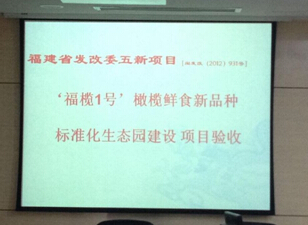 福建省发改委五新项目
‘福榄1号’橄榄鲜食新品种
标准化生态园建设 项目验收